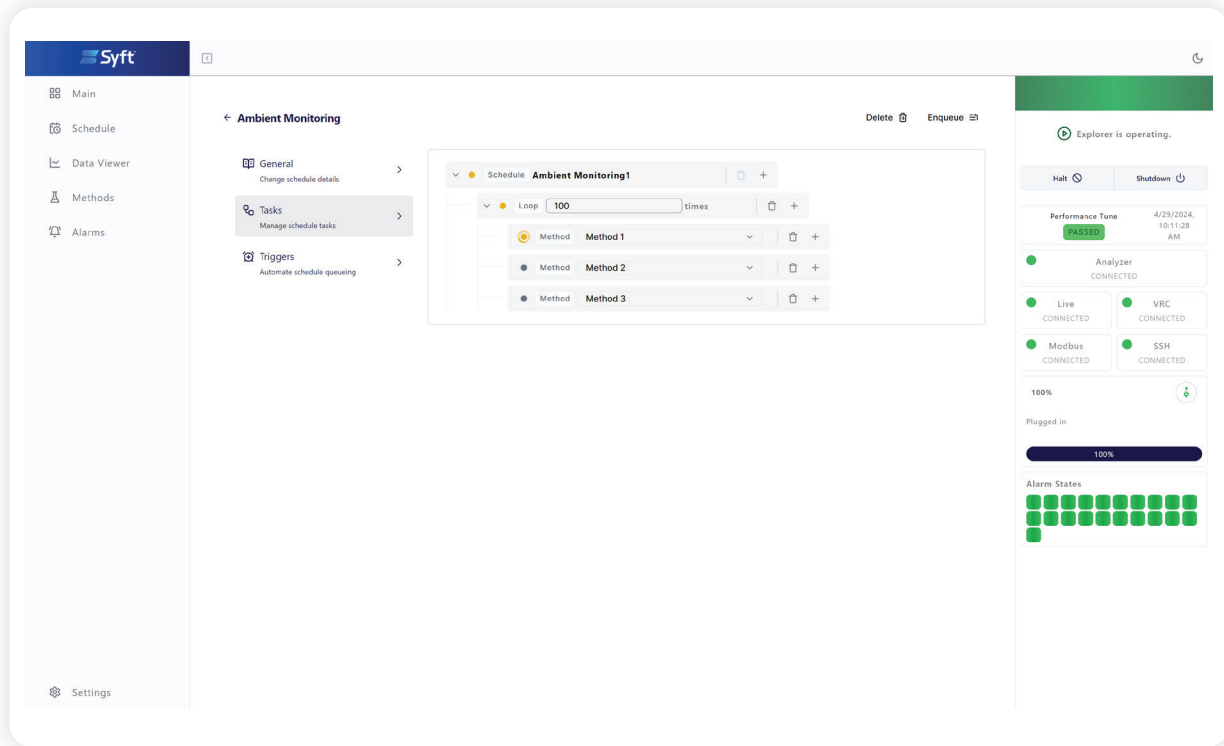 Syft
Main
Schedule
Data Viewer
Methods
Alarms
Settings
Ambient Monitoring
Delete
Enqueue
General
Change schedule details
Tasks
Manage schedule tasks
Triggers
Automate schedule queueing
Schedule Ambient Monitoring1
Loop 100 times
Method Method 1
Method Method 2
Method Method 3
Explorer is operating.
Halt
Shutdown
Performance Tune
PASSED
4/29/2024,
10:11:28
AM
Analyzer
CONNECTED
Live
CONNECTED
VRC
CONNECTED
Modbus
CONNECTED
SSH
CONNECTED
100%
Plugged in
100%
Alarm States